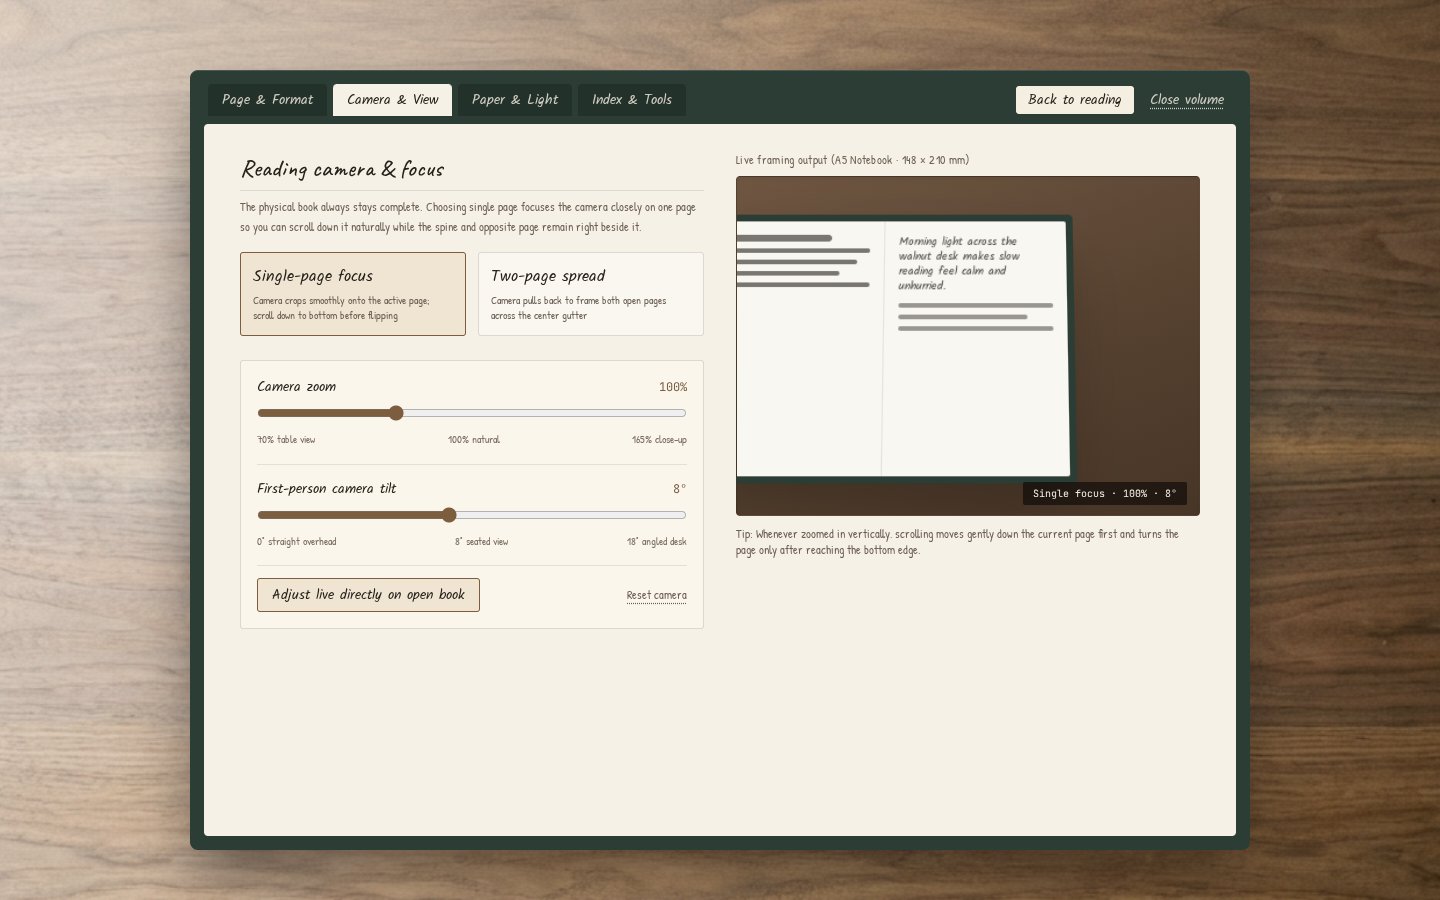 Page & Format
Camera & View
Paper & Light
Index & Tools
Back to reading
Close volume
Reading camera & focus
The physical book always stays complete. Choosing single page focuses the camera closely on one page
so you can scroll down it naturally while the spine and opposite page remain right beside it.
Single-page focus
Camera crops smoothly onto the active page;
scroll down to bottom before flipping
Two-page spread
Camera pulls back to frame both open pages
across the center gutter
Camera zoom
100%
70% table view
100% natural
165% close-up
First-person camera tilt
8°
0° straight overhead
8° seated view
18° angled desk
Adjust live directly on open book
Reset camera
Live framing output (A5 Notebook · 148 × 210 mm)
Morning light across the
walnut desk makes slow
reading feel calm and
unhurried.
Single focus · 100% · 8°
Tip: Whenever zoomed in vertically, scrolling moves gently down the current page first and turns the
page only after reaching the bottom edge.